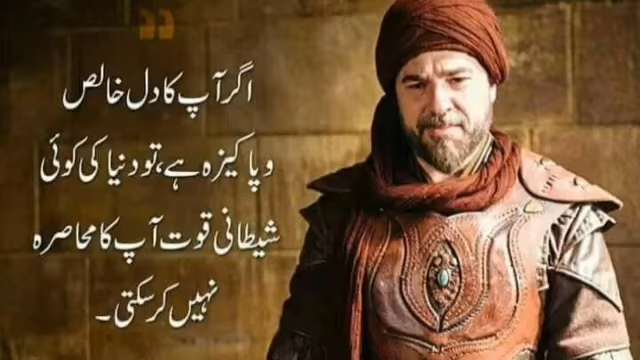 اگر آپ کا دل خالص
و پاکیزہ ہے، تو دنیا کی کوئی
شیطانی قوت آپ کا محاصرہ
نہیں کر سکتی۔